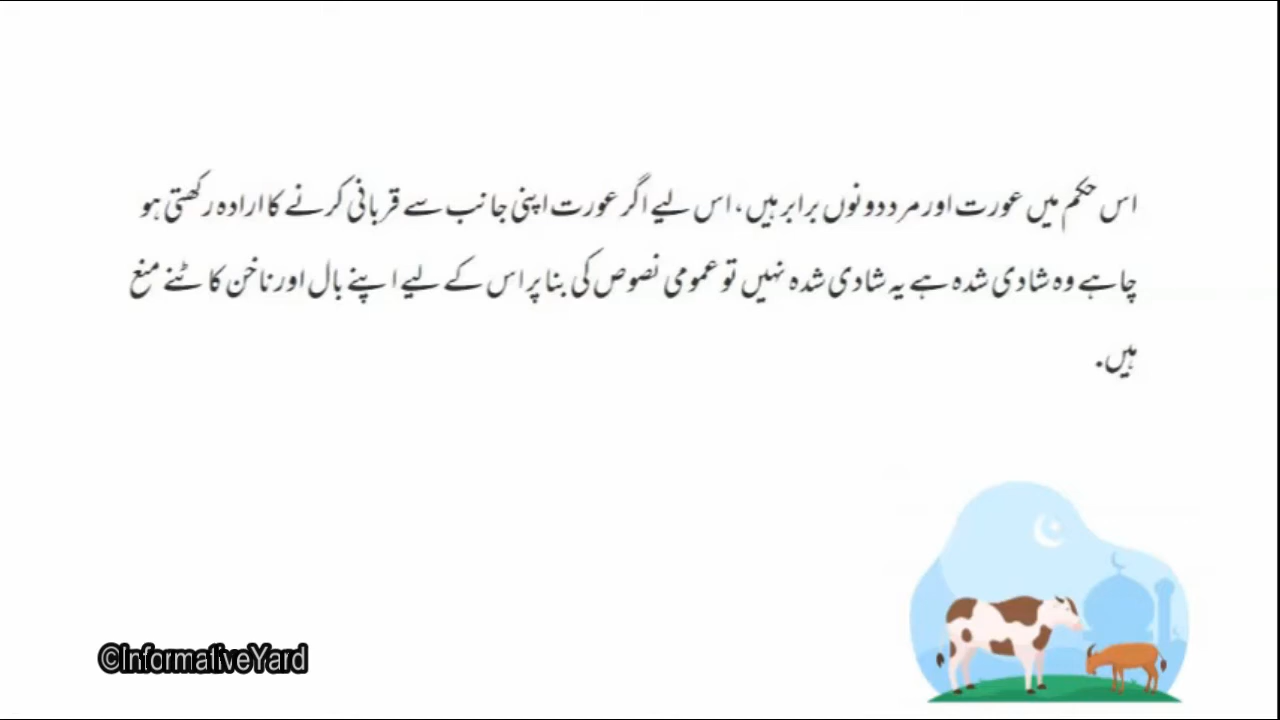 اس حکم میں عورت اور مرد دونوں برابر ہیں، اس لیے اگر عورت اپنی جانب سے قربانی کرنے کا ارادہ رکھتی ہو
چاہے وہ شادی شدہ ہے یہ شادی شدہ نہیں تو عمومی نصوص کی بنا پر اس کے لیے اپنے بال اور ناخن کاٹنے منع
ہیں.
©InformativeYard